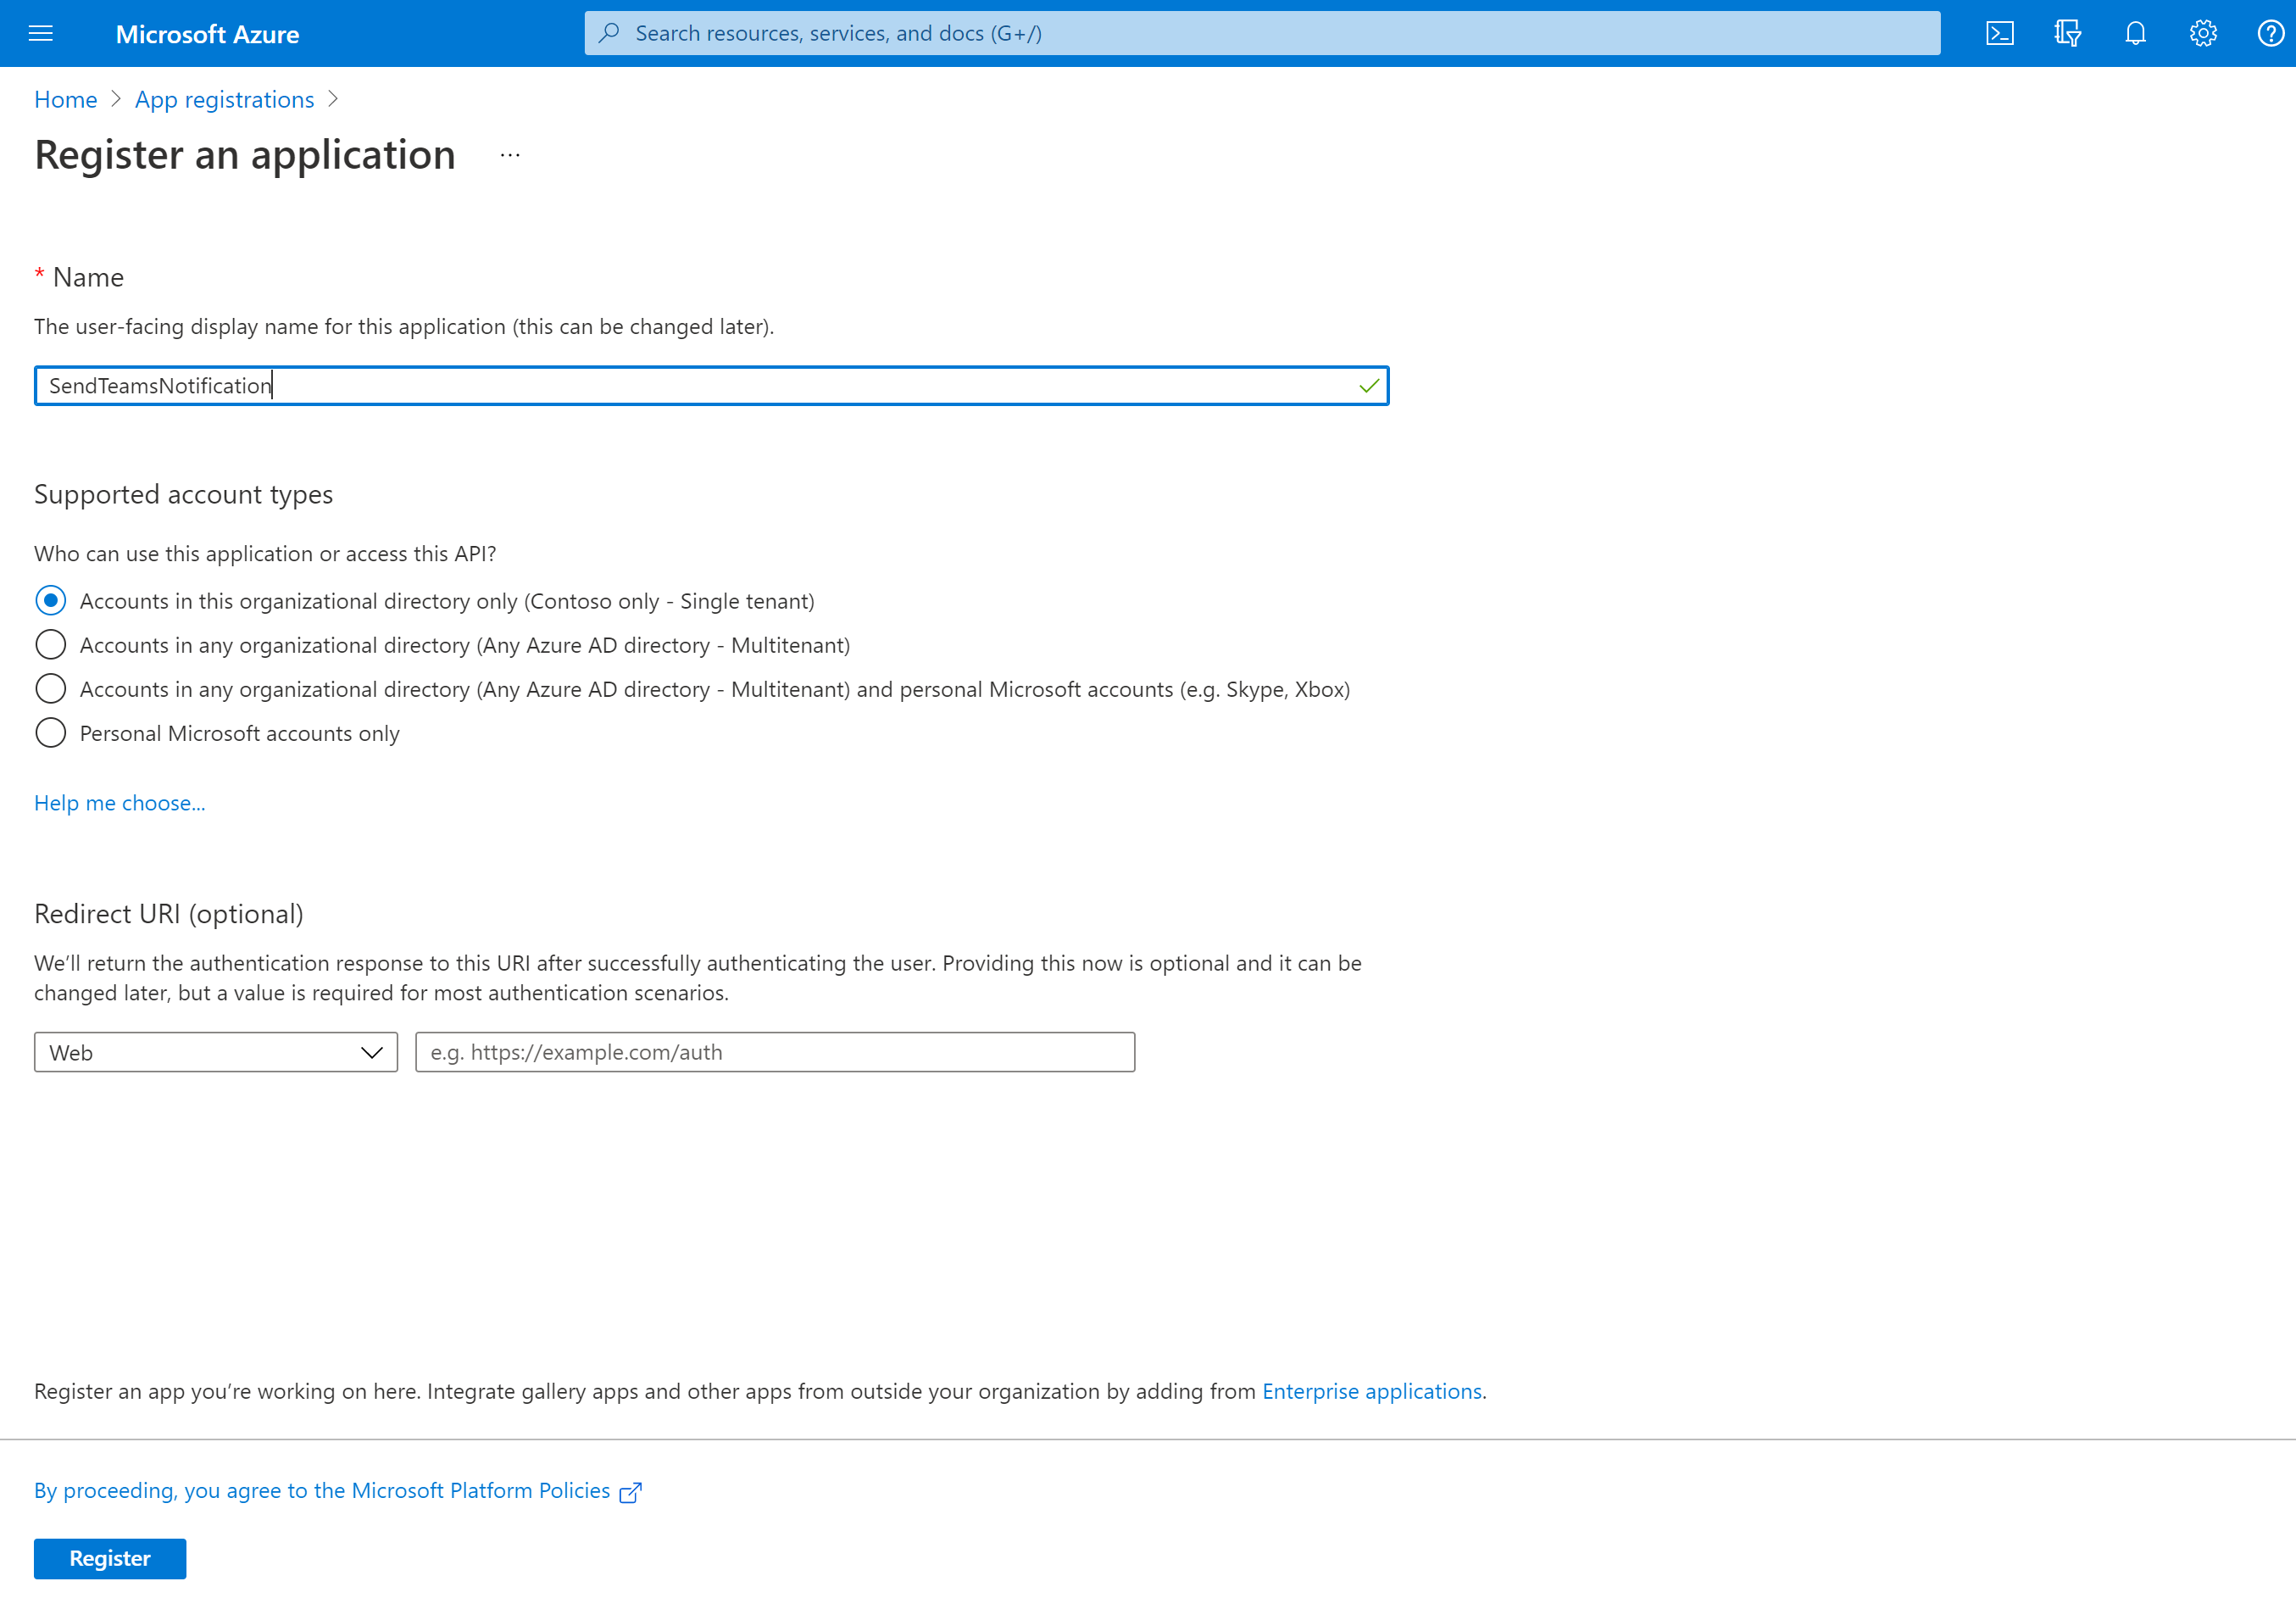 Microsoft Azure
Search resources, services, and docs (G+/)
Home > App registrations >
Register an application ...
* Name
The user-facing display name for this application (this can be changed later).
SendTeamsNotification
Supported account types
Who can use this application or access this API?
Accounts in this organizational directory only (Contoso only - Single tenant)
Accounts in any organizational directory (Any Azure AD directory - Multitenant)
Accounts in any organizational directory (Any Azure AD directory - Multitenant) and personal Microsoft accounts (e.g. Skype, Xbox)
Personal Microsoft accounts only
Help me choose...
Redirect URI (optional)
We’ll return the authentication response to this URI after successfully authenticating the user. Providing this now is optional and it can be
changed later, but a value is required for most authentication scenarios.
Web
e.g. https://example.com/auth
Register an app you’re working on here. Integrate gallery apps and other apps from outside your organization by adding from Enterprise applications.
By proceeding, you agree to the Microsoft Platform Policies
Register